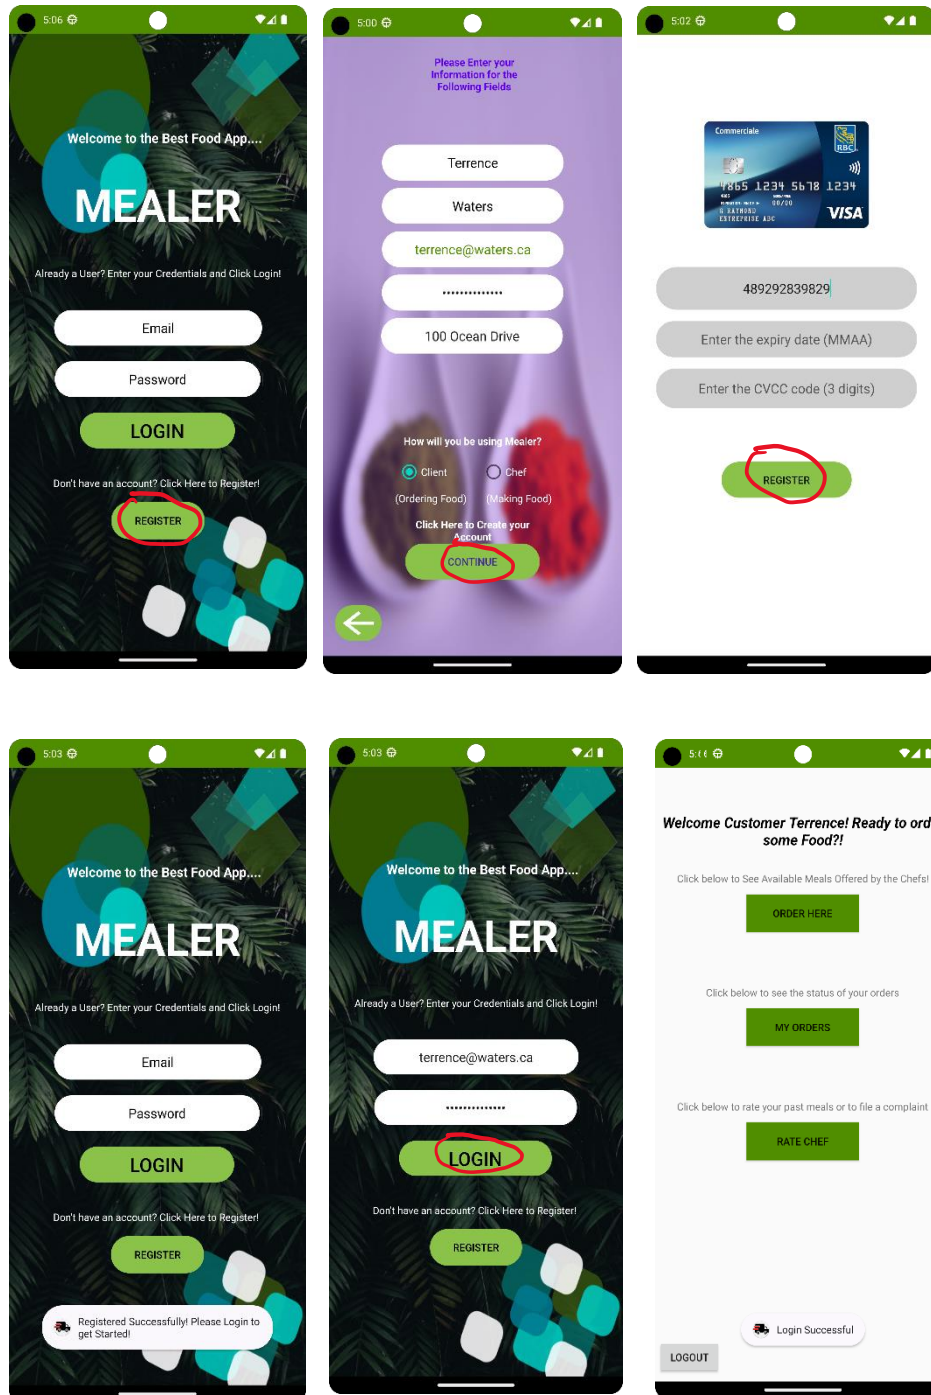 5:06
Welcome to the Best Food App....
MEALER
Already a User? Enter your Credentials and Click Login!
Email
Password
LOGIN
Don't have an account? Click Here to Register!
REGISTER
5:00
Please Enter your
Information for the
Following Fields
Terrence
Waters
terrence@waters.ca
••••••••••••••
100 Ocean Drive
How will you be using Mealer?
Client
Chef
(Ordering Food)
(Making Food)
Click Here to Create your
Account
CONTINUE
5:02
Commerciale
RBC
4865 1234 5678 1234
00/00
G RAYMOND
ENTREPRISE ABC
VISA
489292839829
Enter the expiry date (MMAA)
Enter the CVCC code (3 digits)
REGISTER
5:03
Welcome to the Best Food App....
MEALER
Already a User? Enter your Credentials and Click Login!
Email
Password
LOGIN
Don't have an account? Click Here to Register!
REGISTER
Registered Successfully! Please Login to
get Started!
5:03
Welcome to the Best Food App....
MEALER
Already a User? Enter your Credentials and Click Login!
terrence@waters.ca
••••••••••••••
LOGIN
Don't have an account? Click Here to Register!
REGISTER
Welcome Customer Terrence! Ready to ord
some Food?!
Click below to See Available Meals Offered by the Chefs!
ORDER HERE
Click below to see the status of your orders
MY ORDERS
Click below to rate your past meals or to file a complaint
RATE CHEF
Login Successful
LOGOUT